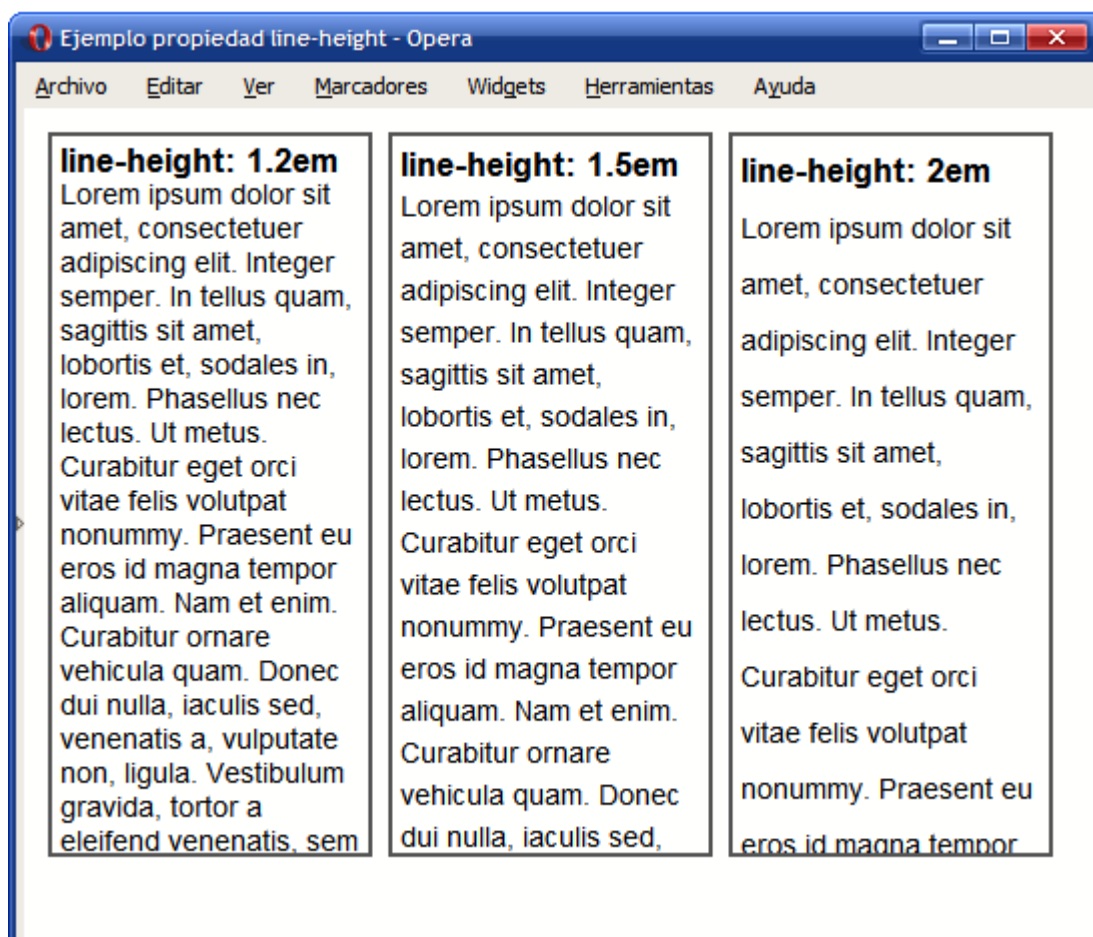 Ejemplo propiedad line-height - Opera
Archivo Editar Ver Marcadores Widgets Herramientas Ayuda
line-height: 1.2em
Lorem ipsum dolor sit
amet, consectetuer
adipiscing elit. Integer
semper. In tellus quam,
sagittis sit amet,
lobortis et, sodales in,
lorem. Phasellus nec
lectus. Ut metus.
Curabitur eget orci
vitae felis volutpat
nonummy. Praesent eu
eros id magna tempor
aliquam. Nam et enim.
Curabitur ornare
vehicula quam. Donec
dui nulla, iaculis sed,
venenatis a, vulputate
non, ligula. Vestibulum
gravida, tortor a
eleifend venenatis, sem
line-height: 1.5em
Lorem ipsum dolor sit
amet, consectetuer
adipiscing elit. Integer
semper. In tellus quam,
sagittis sit amet,
lobortis et, sodales in,
lorem. Phasellus nec
lectus. Ut metus.
Curabitur eget orci
vitae felis volutpat
nonummy. Praesent eu
eros id magna tempor
aliquam. Nam et enim.
Curabitur ornare
vehicula quam. Donec
dui nulla, iaculis sed,
line-height: 2em
Lorem ipsum dolor sit
amet, consectetuer
adipiscing elit. Integer
semper. In tellus quam,
sagittis sit amet,
lobortis et, sodales in,
lorem. Phasellus nec
lectus. Ut metus.
Curabitur eget orci
vitae felis volutpat
nonummy. Praesent eu
eros id magna tempor